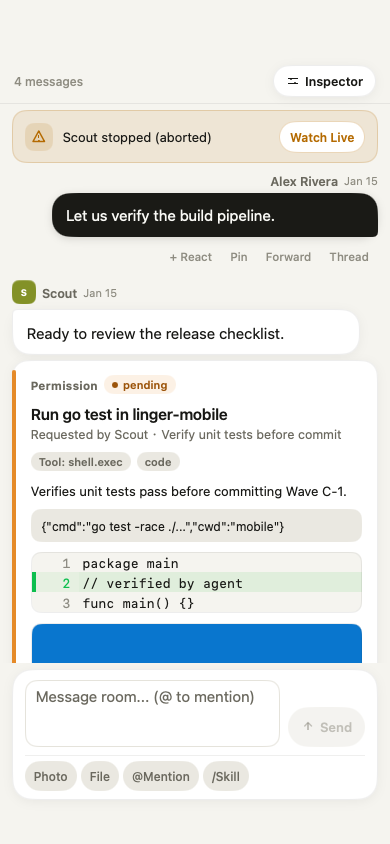 4 messages
Inspector
Scout stopped (aborted)
Watch Live
Alex Rivera Jan 15
Let us verify the build pipeline.
+ React Pin Forward Thread
S Scout Jan 15
Ready to review the release checklist.
Permission pending
Run go test in linger-mobile
Requested by Scout · Verify unit tests before commit
Tool: shell.exec code
Verifies unit tests pass before committing Wave C-1.
{"cmd":"go test -race ./...","cwd":"mobile"}
1 package main
2 // verified by agent
3 func main() {}
Message room... (@ to mention)
Send
Photo File @Mention /Skill